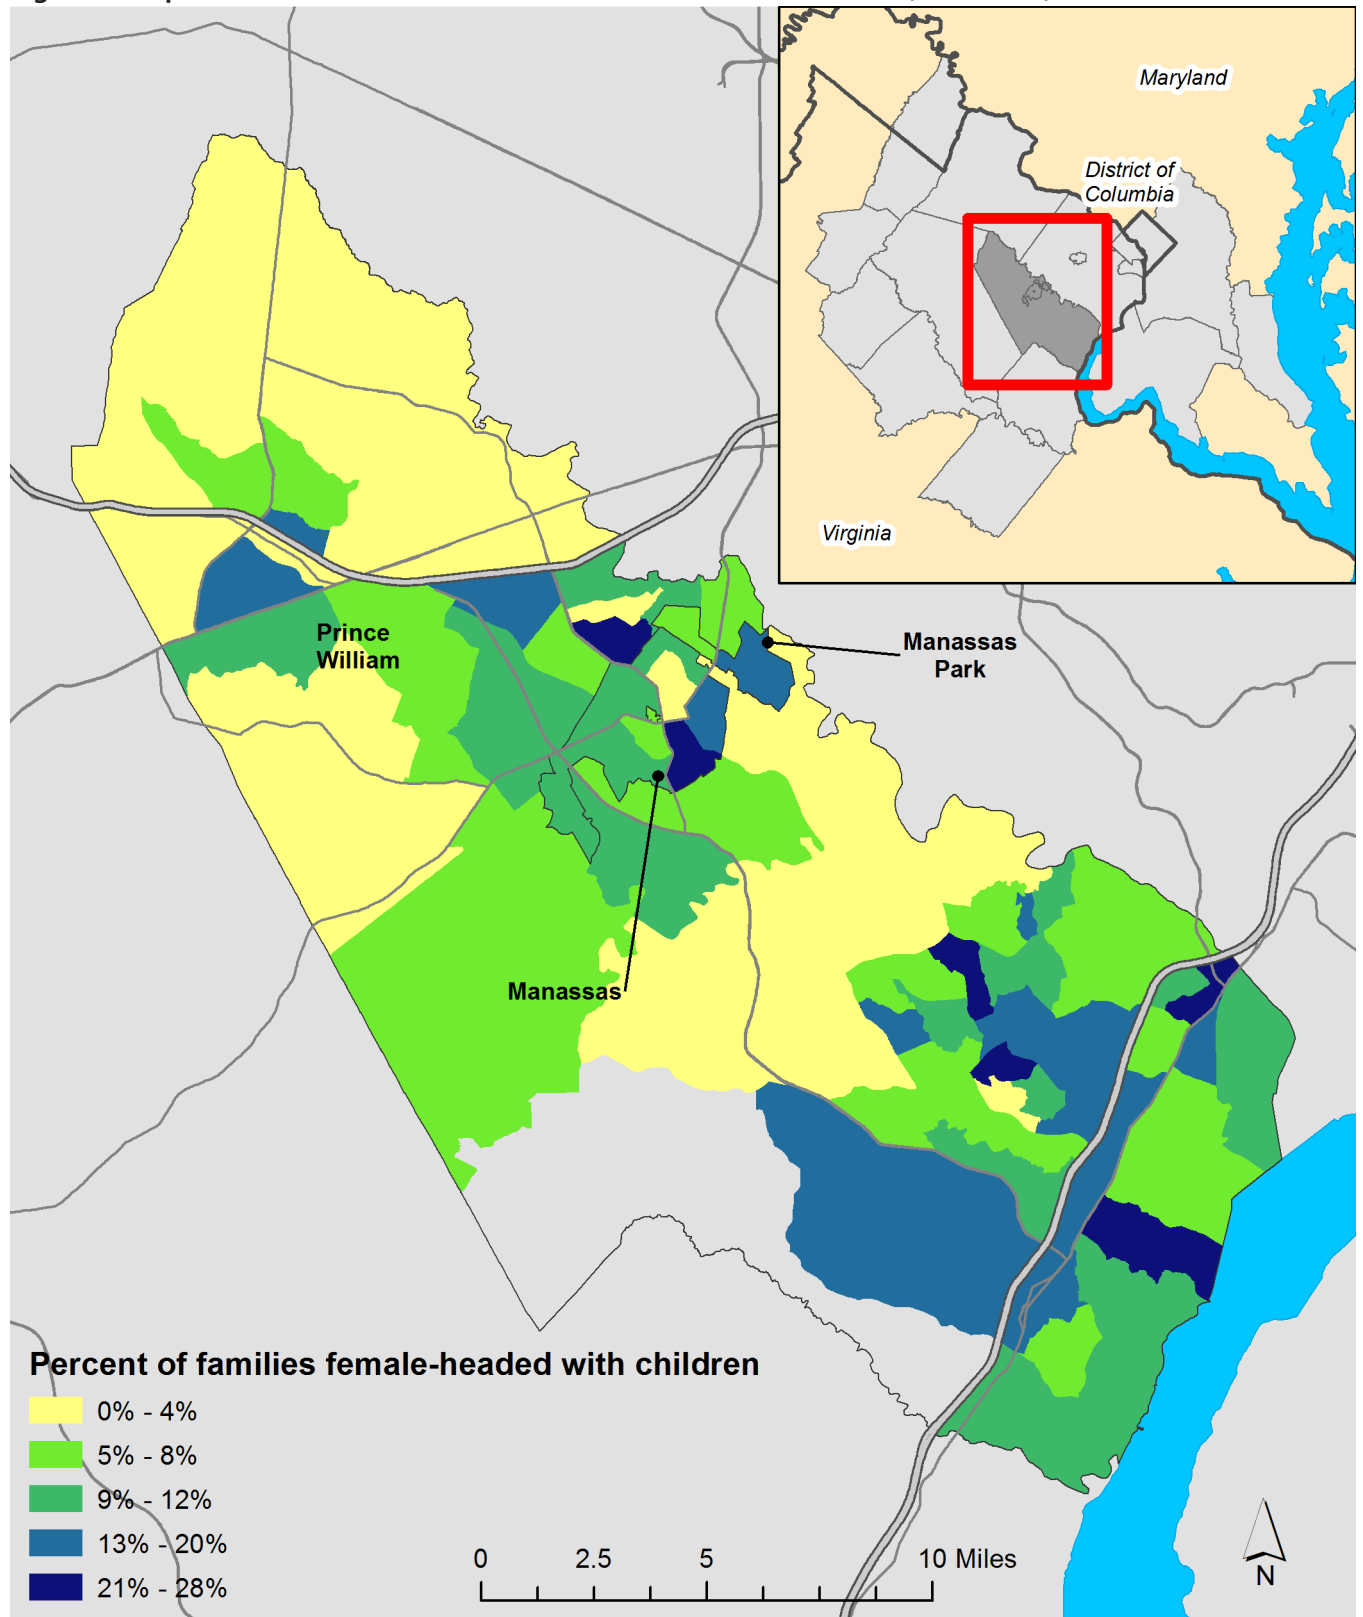 Maryland
District of
Columbia
Virginia
Prince
William
Manassas
Park
Manassas
Percent of families female-headed with children
0% - 4%
5% - 8%
9% - 12%
13% - 20%
21% - 28%
0 2.5 5 10 Miles
N